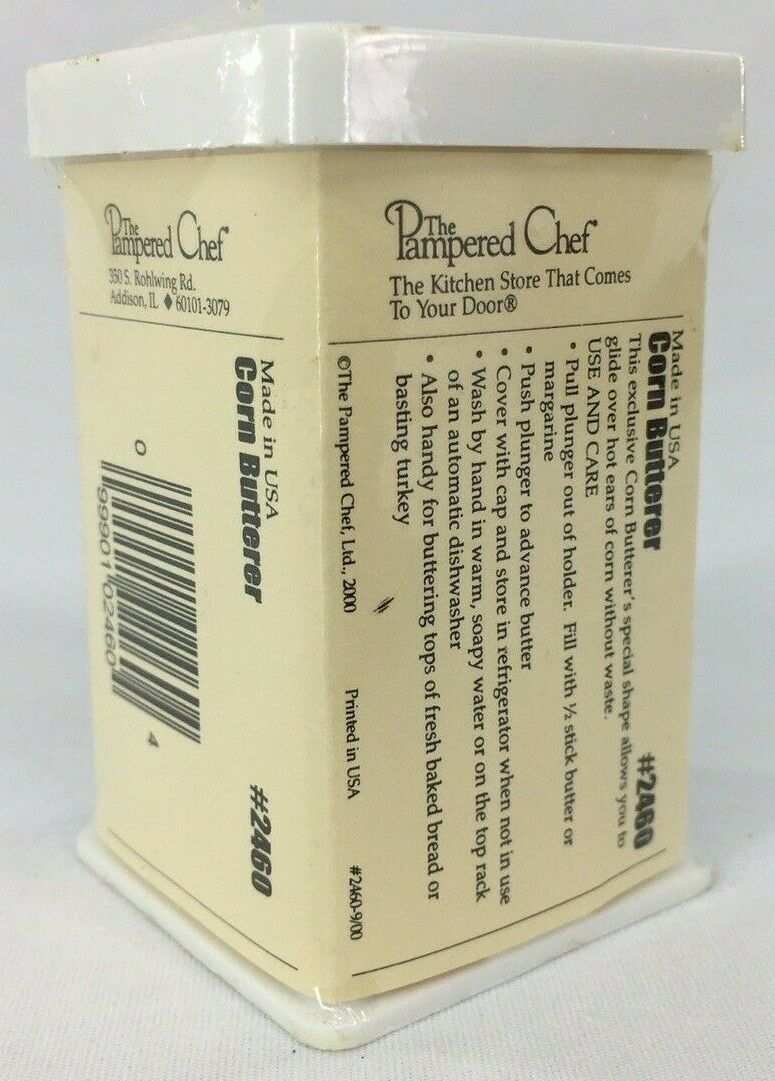 The
Pampered Chef
350 S. Rohlwing Rd.
Addison, IL ♦ 60101-3079
Made in USA
Corn Butterer
#2460
0 99901 02460 4
The
Pampered Chef
The Kitchen Store That Comes
To Your Door®
Made in USA
Corn Butterer
#2460
This exclusive Corn Butterer's special shape allows you to
glide over hot ears of corn without waste.
USE AND CARE
• Pull plunger out of holder. Fill with ½ stick butter or
margarine
• Push plunger to advance butter
• Cover with cap and store in refrigerator when not in use
• Wash by hand in warm, soapy water or on the top rack
of an automatic dishwasher
• Also handy for buttering tops of fresh baked bread or
basting turkey
©The Pampered Chef, Ltd., 2000
Printed in USA
#2460-9/00